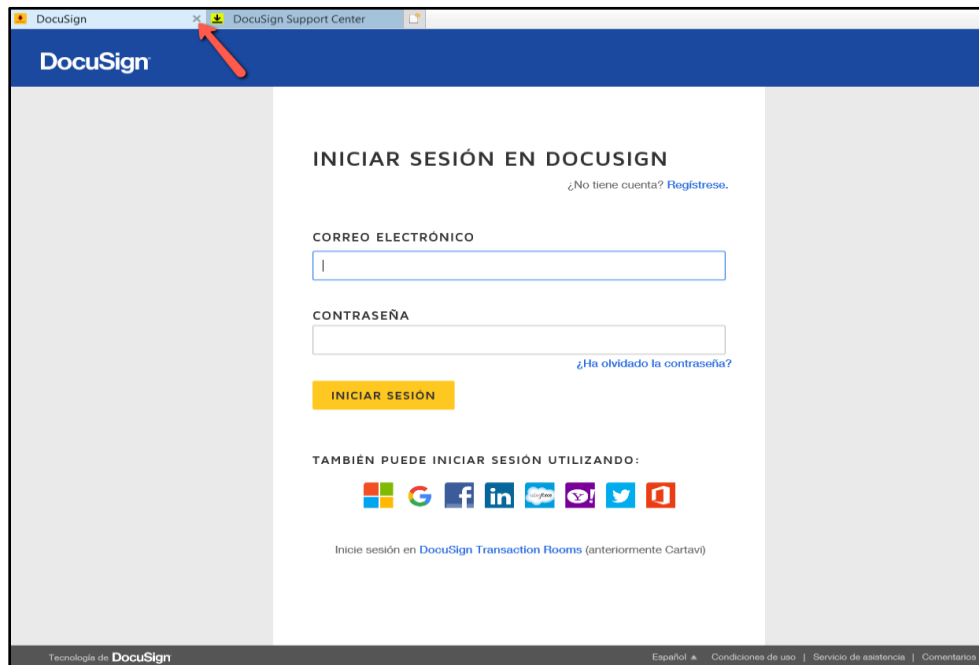 DocuSign DocuSign Support Center
DocuSign
INICIAR SESIÓN EN DOCUSIGN
¿No tiene cuenta? Regístrese.
CORREO ELECTRÓNICO
CONTRASEÑA
¿Ha olvidado la contraseña?
INICIAR SESIÓN
TAMBIÉN PUEDE INICIAR SESIÓN UTILIZANDO:
G f in salesforce Y!
Inicie sesión en DocuSign Transaction Rooms (anteriormente Cartavi)
Tecnología de DocuSign Español Condiciones de uso | Servicio de asistencia | Comentarios